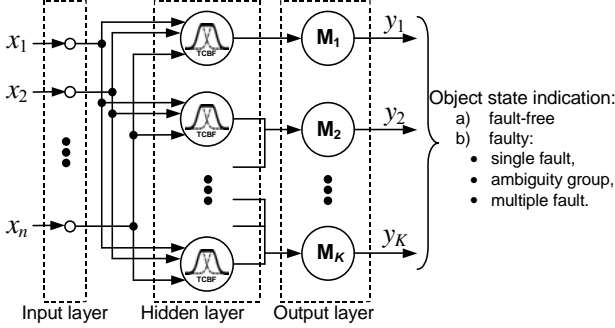 x1
x2
xn
TCBF
TCBF
TCBF
M1
M2
MK
y1
y2
yK
Object state indication:
a) fault-free
b) faulty:
• single fault,
• ambiguity group,
• multiple fault.
Input layer
Hidden layer
Output layer